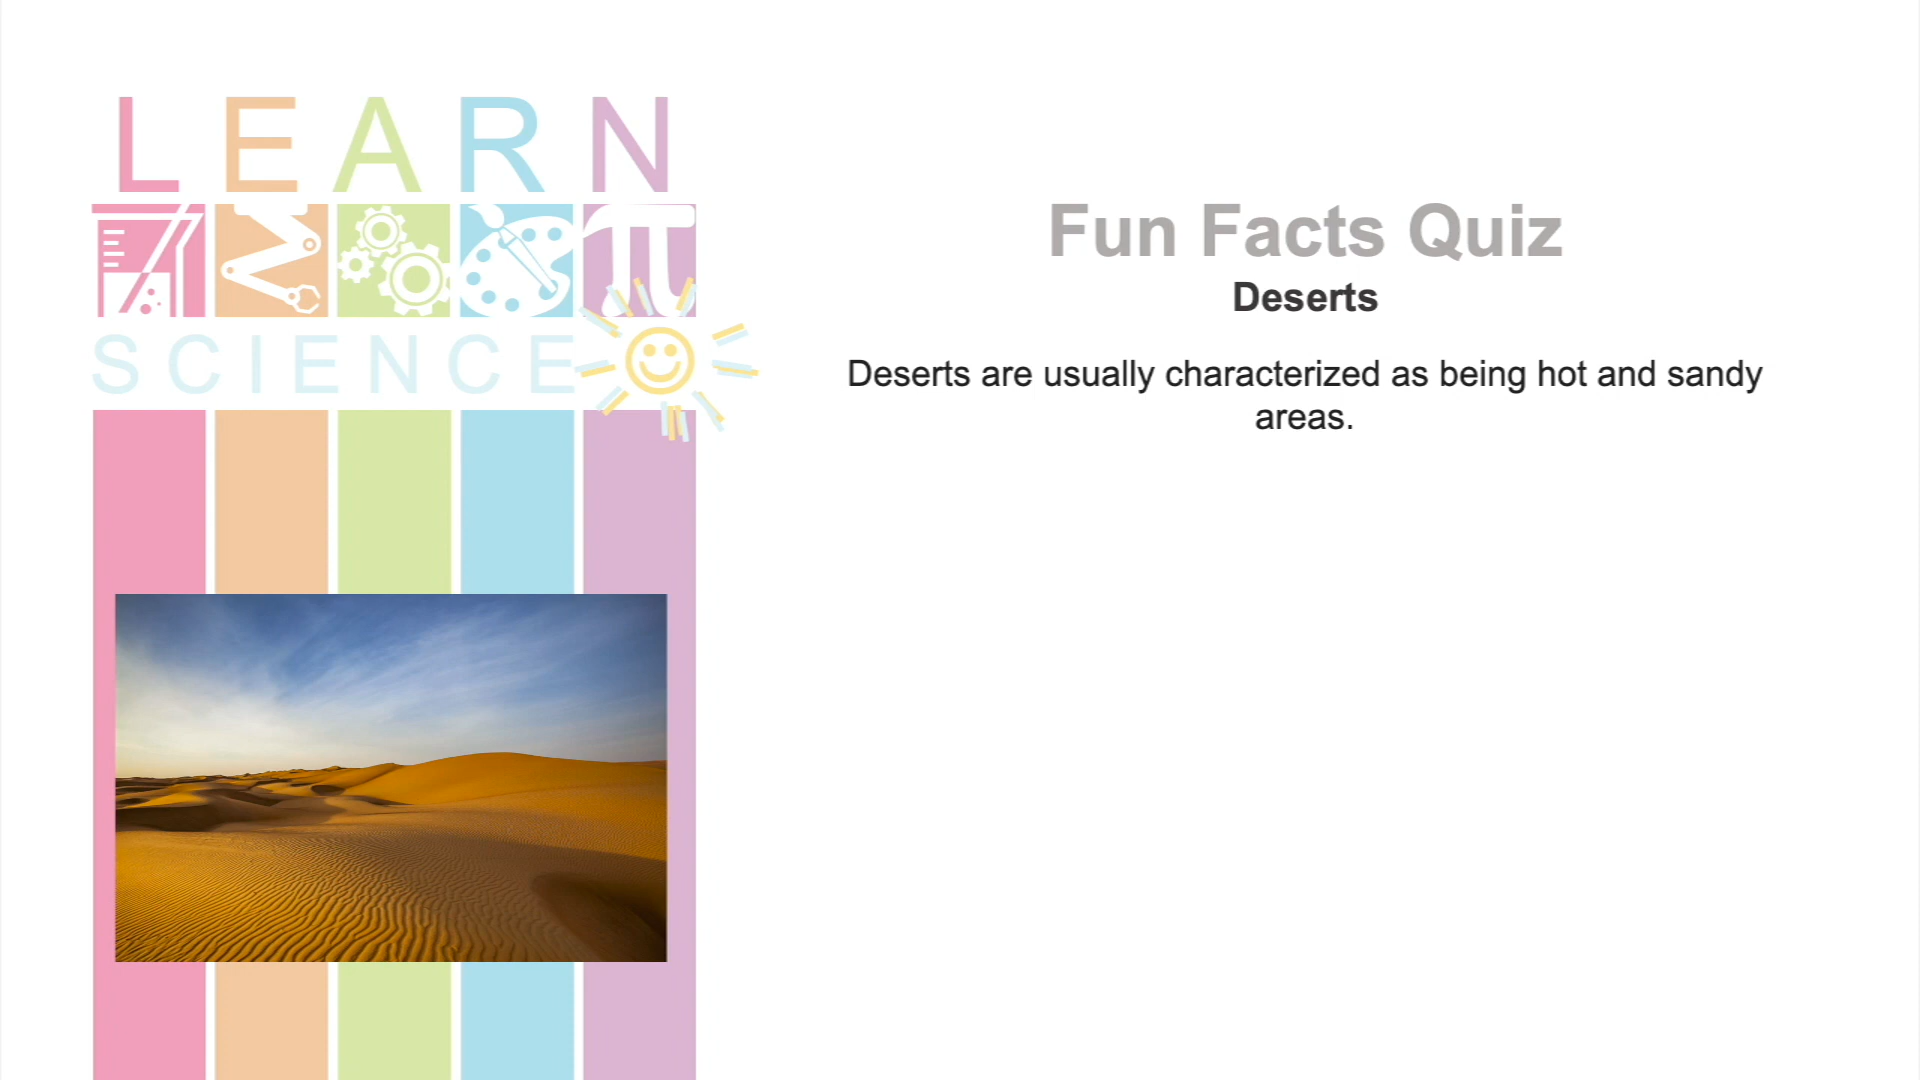 LEARN
SCIENCE
Fun Facts Quiz
Deserts
Deserts are usually characterized as being hot and sandy
areas.